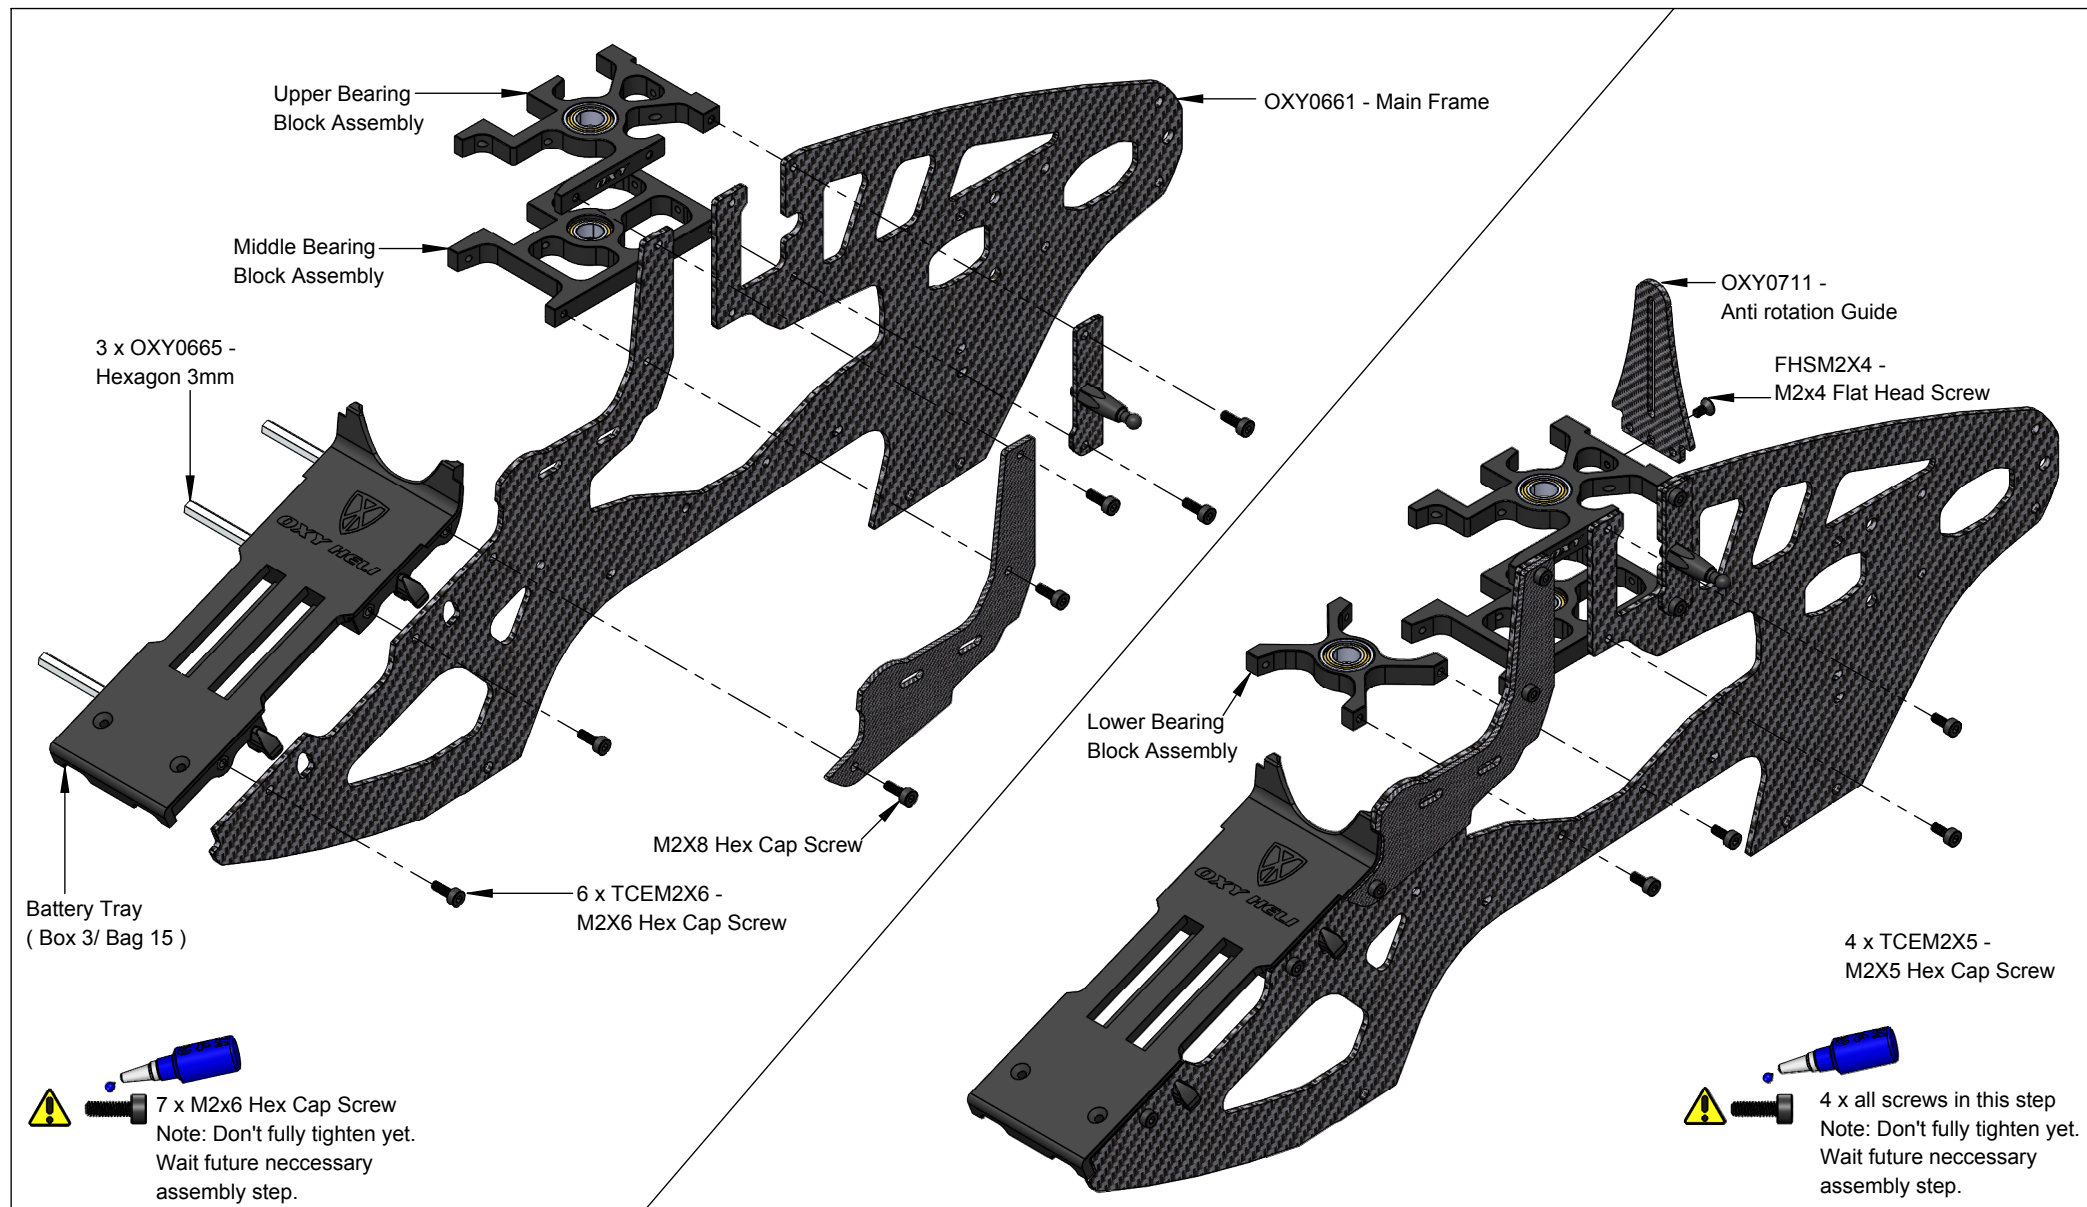 Upper Bearing
Block Assembly
OXY0661 - Main Frame
OXY
Middle Bearing
Block Assembly
3 x OXY0665 -
Hexagon 3mm
OXY HELI
M2X8 Hex Cap Screw
6 x TCEM2X6 -
M2X6 Hex Cap Screw
Battery Tray
( Box 3/ Bag 15 )
7 x M2x6 Hex Cap Screw
Note: Don't fully tighten yet.
Wait future neccessary
assembly step.
OXY0711 -
Anti rotation Guide
FHSM2X4 -
M2x4 Flat Head Screw
Lower Bearing
Block Assembly
OXY HELI
4 x TCEM2X5 -
M2X5 Hex Cap Screw
4 x all screws in this step
Note: Don't fully tighten yet.
Wait future neccessary
assembly step.